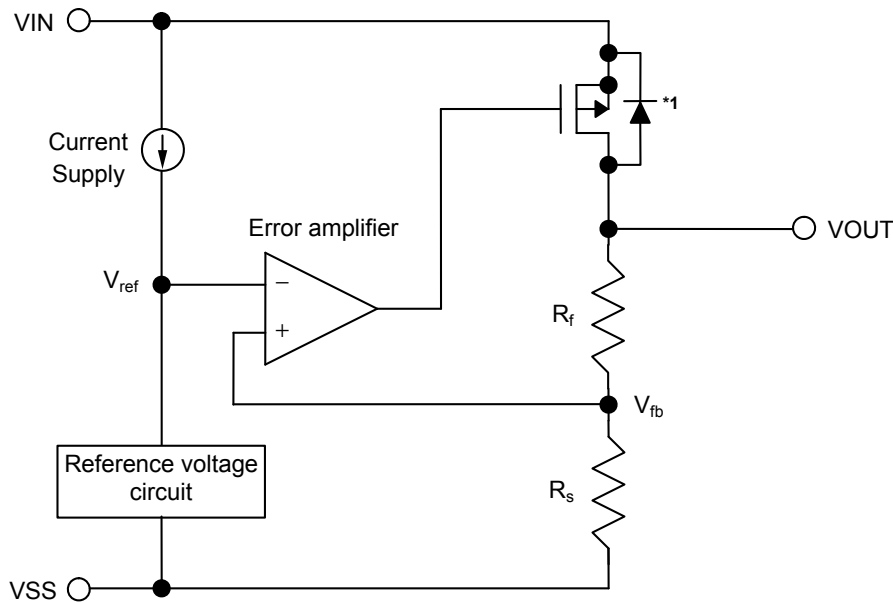 VIN
*1
Current
Supply
VOUT
Error amplifier
Vref
−
+
Rf
Vfb
Reference voltage
circuit
Rs
VSS